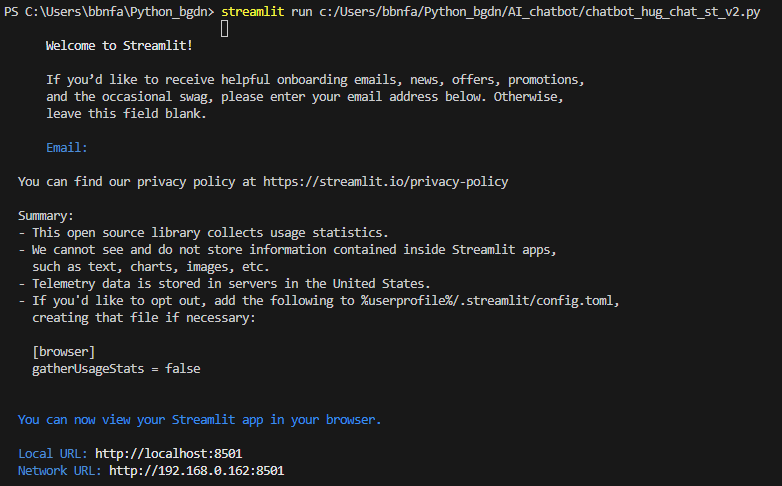 PS C:\Users\bbnfa\Python_bgdn> streamlit run c:/Users/bbnfa/Python_bgdn/AI_chatbot/chatbot_hug_chat_st_v2.py
Welcome to Streamlit!
If you’d like to receive helpful onboarding emails, news, offers, promotions,
and the occasional swag, please enter your email address below. Otherwise,
leave this field blank.
Email:
You can find our privacy policy at https://streamlit.io/privacy-policy
Summary:
- This open source library collects usage statistics.
- We cannot see and do not store information contained inside Streamlit apps,
such as text, charts, images, etc.
- Telemetry data is stored in servers in the United States.
- If you'd like to opt out, add the following to %userprofile%/.streamlit/config.toml,
creating that file if necessary:
[browser]
gatherUsageStats = false
You can now view your Streamlit app in your browser.
Local URL: http://localhost:8501
Network URL: http://192.168.0.162:8501